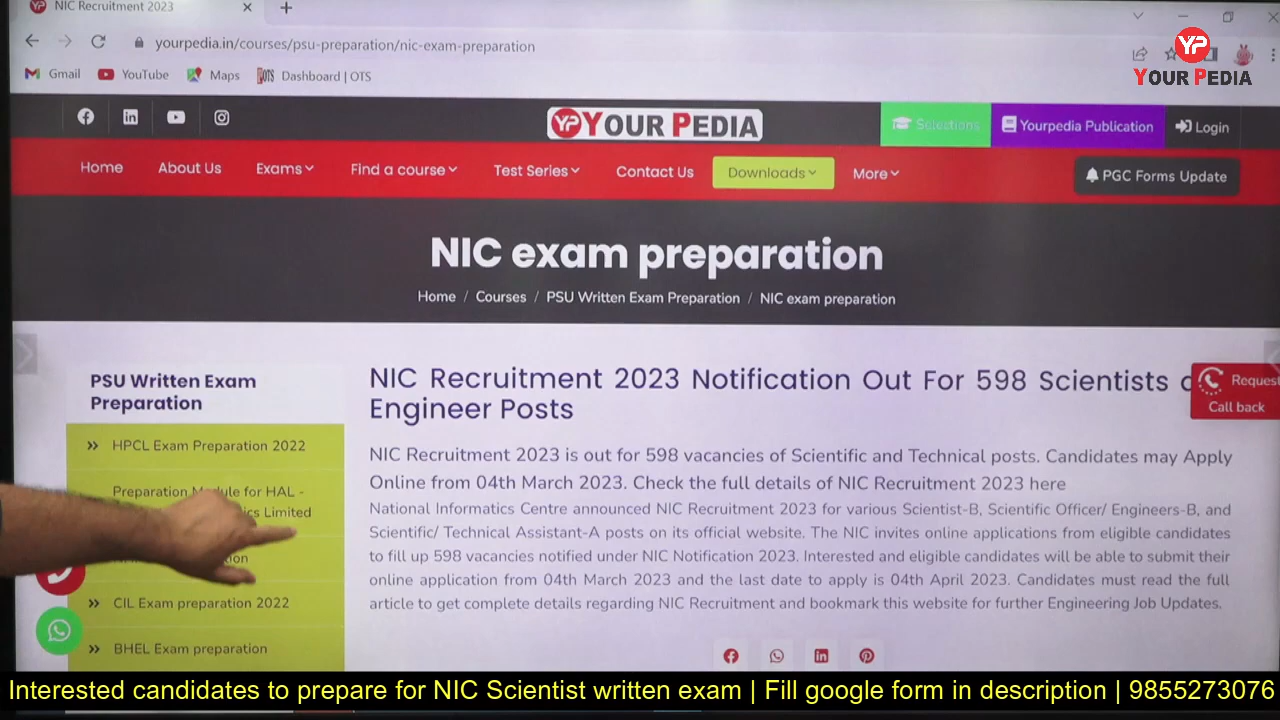 NIC Recruitment 2023
yourpedia.in/courses/psu-preparation/nic-exam-preparation
Gmail YouTube Maps Dashboard | OTS
YP
YOUR PEDIA
YP YOUR PEDIA
Selections Yourpedia Publication Login
Home About Us Exams Find a course Test Series Contact Us Downloads More PGC Forms Update
NIC exam preparation
Home / Courses / PSU Written Exam Preparation / NIC exam preparation
PSU Written Exam
Preparation
HPCL Exam Preparation 2022
Preparation Module for HAL -
Limited
CIL Exam preparation 2022
BHEL Exam preparation
NIC Recruitment 2023 Notification Out For 598 Scientists
Engineer Posts
NIC Recruitment 2023 is out for 598 vacancies of Scientific and Technical posts. Candidates may Apply
Online from 04th March 2023. Check the full details of NIC Recruitment 2023 here
National Informatics Centre announced NIC Recruitment 2023 for various Scientist-B, Scientific Officer/ Engineers-B, and
Scientific/ Technical Assistant-A posts on its official website. The NIC invites online applications from eligible candidates
to fill up 598 vacancies notified under NIC Notification 2023. Interested and eligible candidates will be able to submit their
online application from 04th March 2023 and the last date to apply is 04th April 2023. Candidates must read the full
article to get complete details regarding NIC Recruitment and bookmark this website for further Engineering Job Updates.
Request
Call back
Interested candidates to prepare for NIC Scientist written exam | Fill google form in description | 9855273076